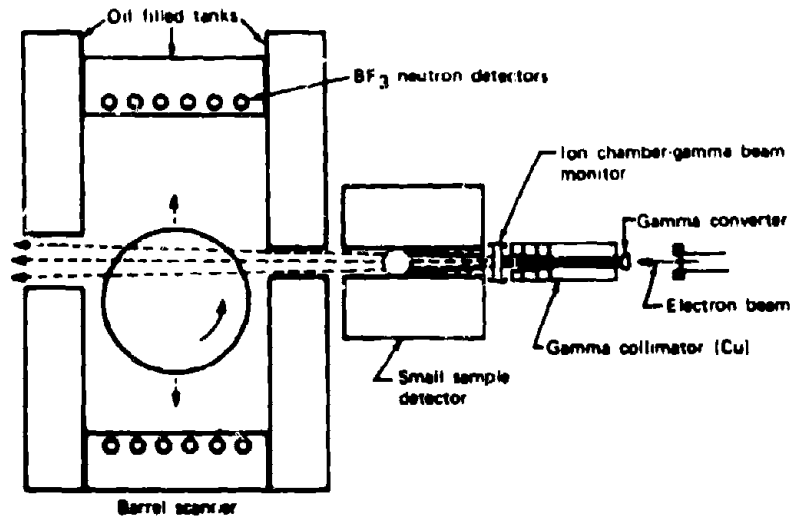 Oil filled tanks
BF3 neutron detectors
Ion chamber-gamma beam
monitor
Gamma converter
Electron beam
Gamma collimator (Cu)
Small sample
detector
Barrel scanner